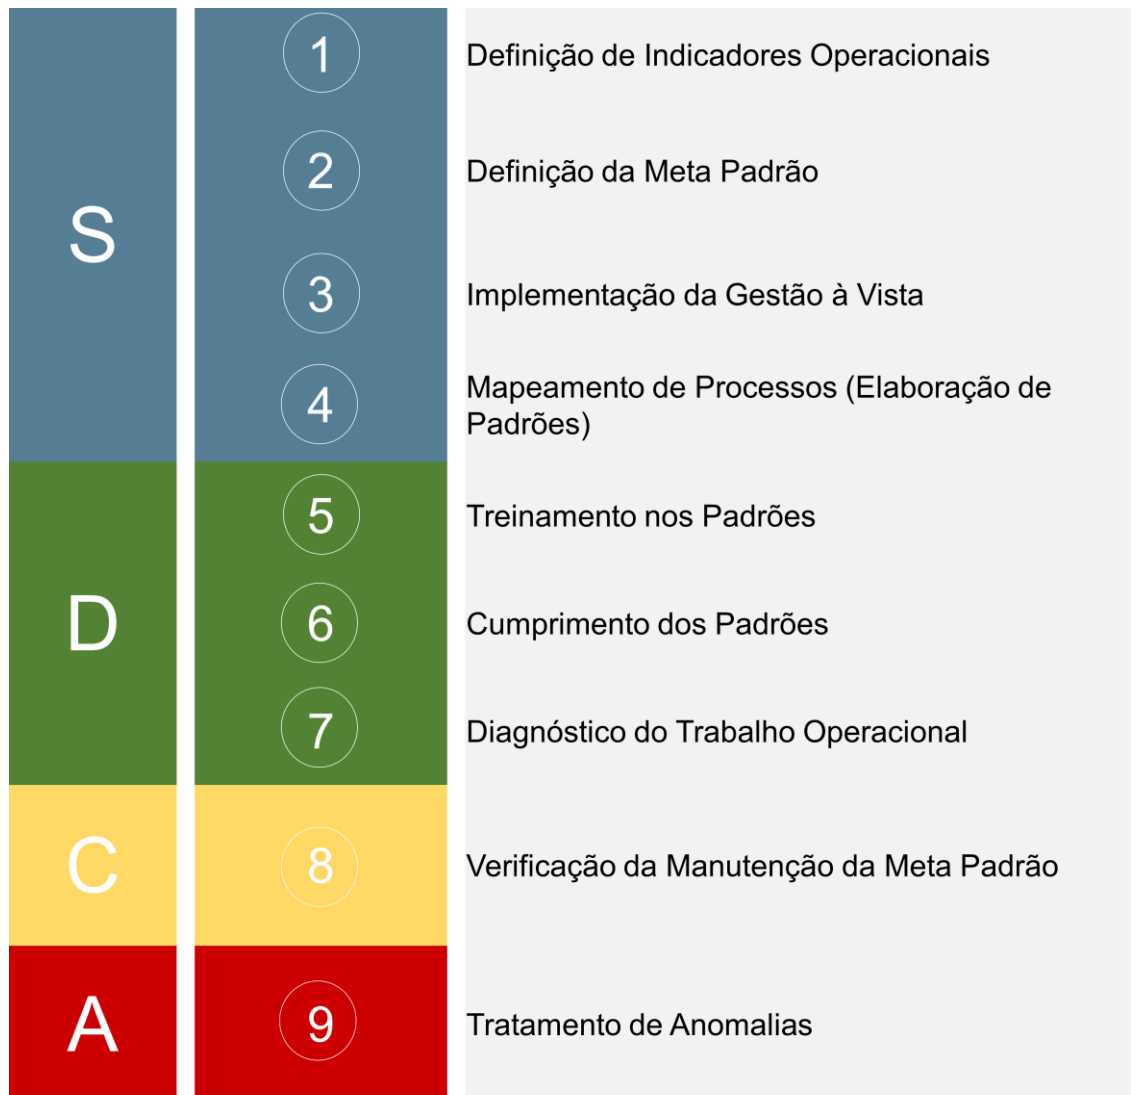 S
1
Definição de Indicadores Operacionais
2
Definição da Meta Padrão
3
Implementação da Gestão à Vista
4
Mapeamento de Processos (Elaboração de
Padrões)
D
5
Treinamento nos Padrões
6
Cumprimento dos Padrões
7
Diagnóstico do Trabalho Operacional
C
8
Verificação da Manutenção da Meta Padrão
A
9
Tratamento de Anomalias